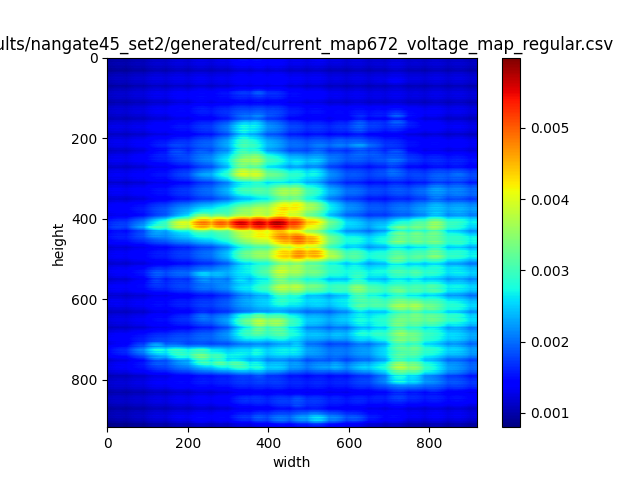 ults/nangate45_set2/generated/current_map672_voltage_map_regular.csv
0
200
400
600
800
height
0 200 400 600 800
width
0.005
0.004
0.003
0.002
0.001